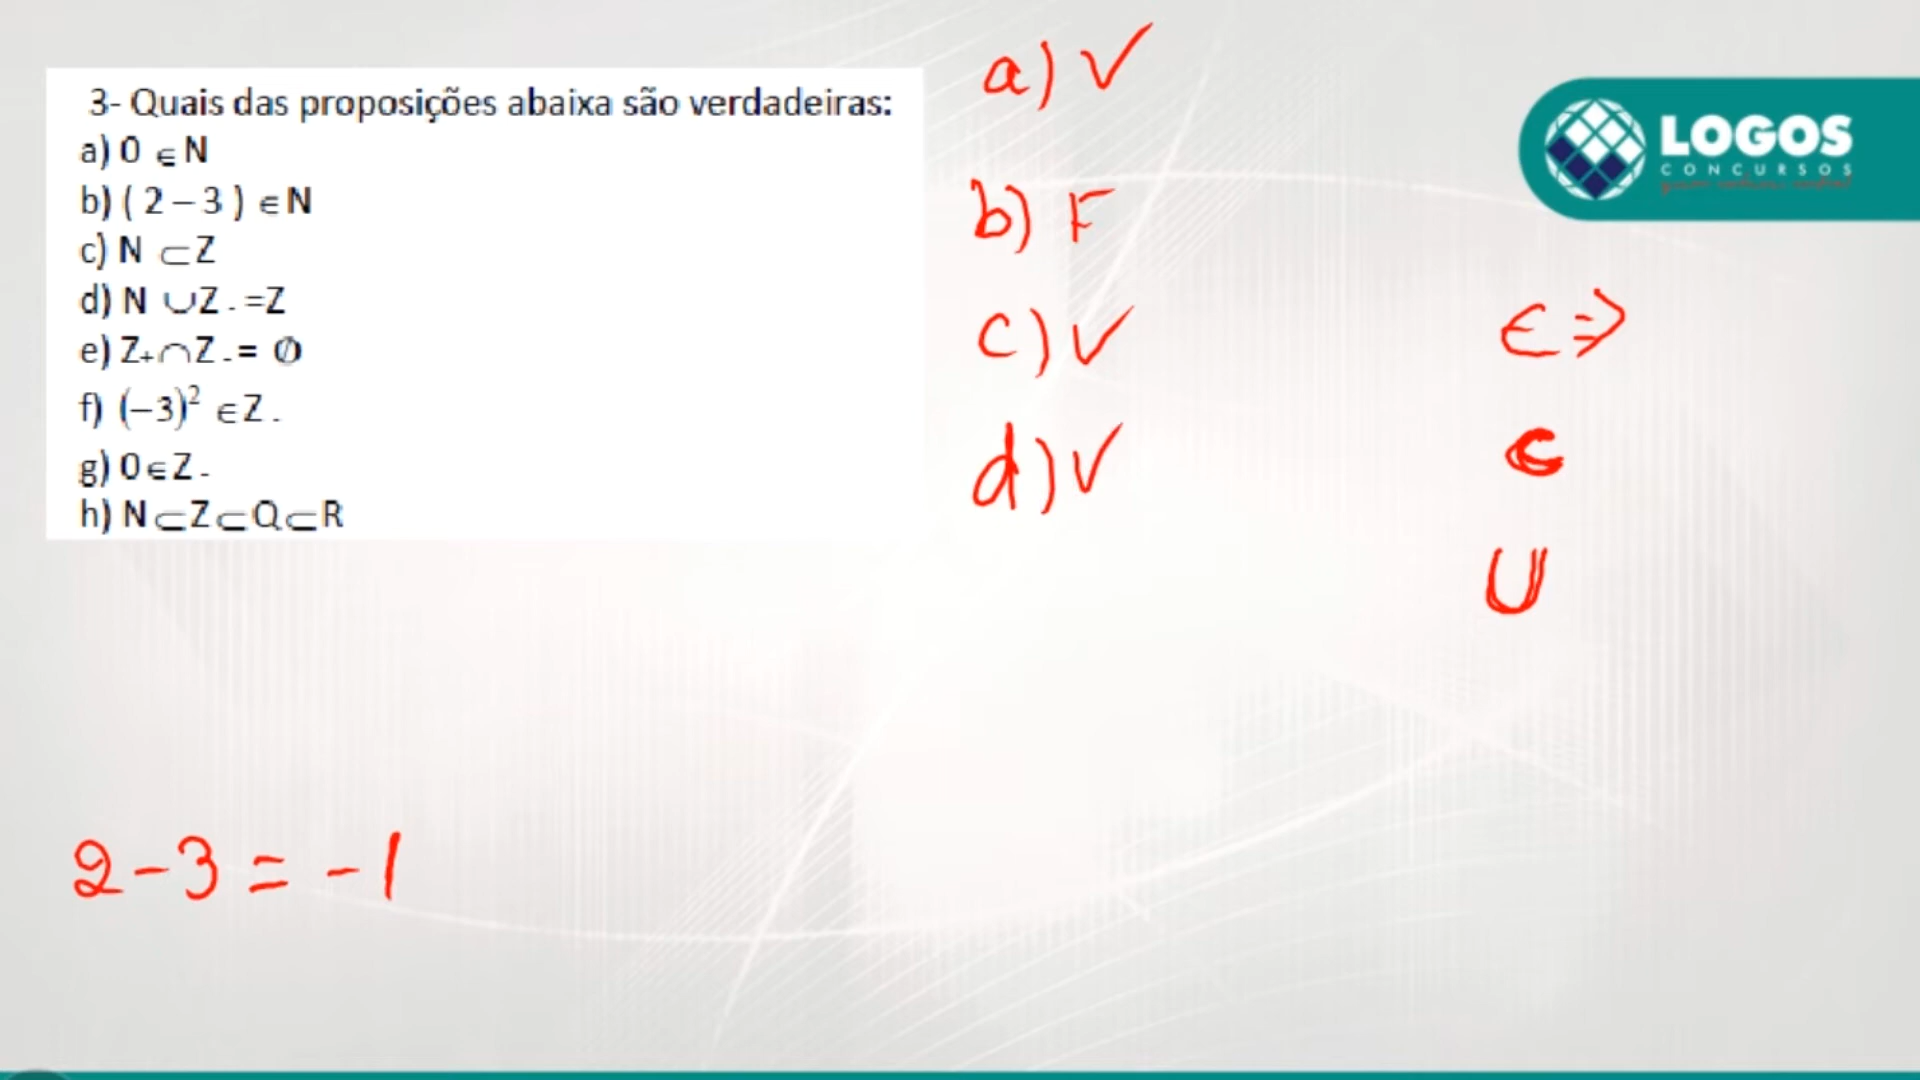 3- Quais das proposições abaixa são verdadeiras:
a) 0 ∈ N
b) ( 2 – 3 ) ∈ N
c) N ⊂ Z
d) N ∪ Z - = Z
e) Z+ ∩ Z - = ∅
f) (−3)² ∈ Z -
g) 0 ∈ Z -
h) N ⊂ Z ⊂ Q ⊂ R
a) V
b) F
c) V
d) V
∈ ⇒
⊂
∪
2 - 3 = - 1
LOGOS
CONCURSOS